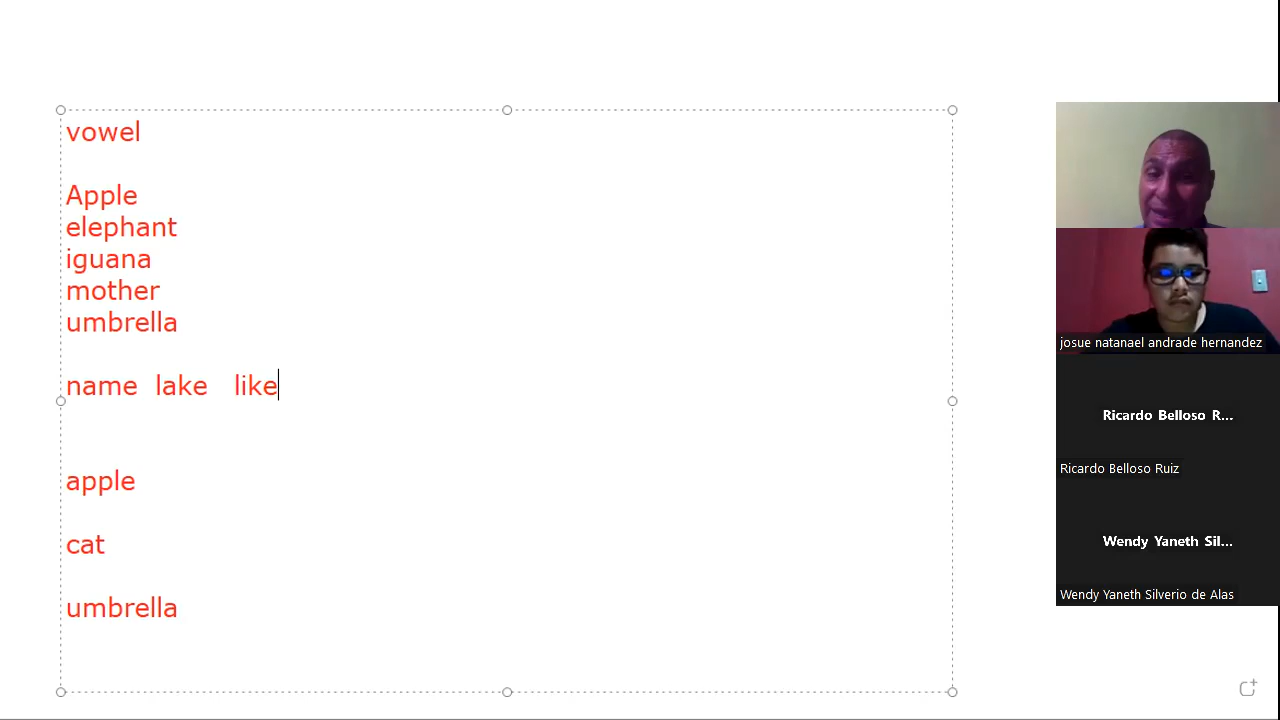 vowel
Apple
elephant
iguana
mother
umbrella
name lake like
apple
cat
umbrella
josue natanael andrade hernandez
Ricardo Belloso R...
Ricardo Belloso Ruiz
Wendy Yaneth Sil...
Wendy Yaneth Silverio de Alas